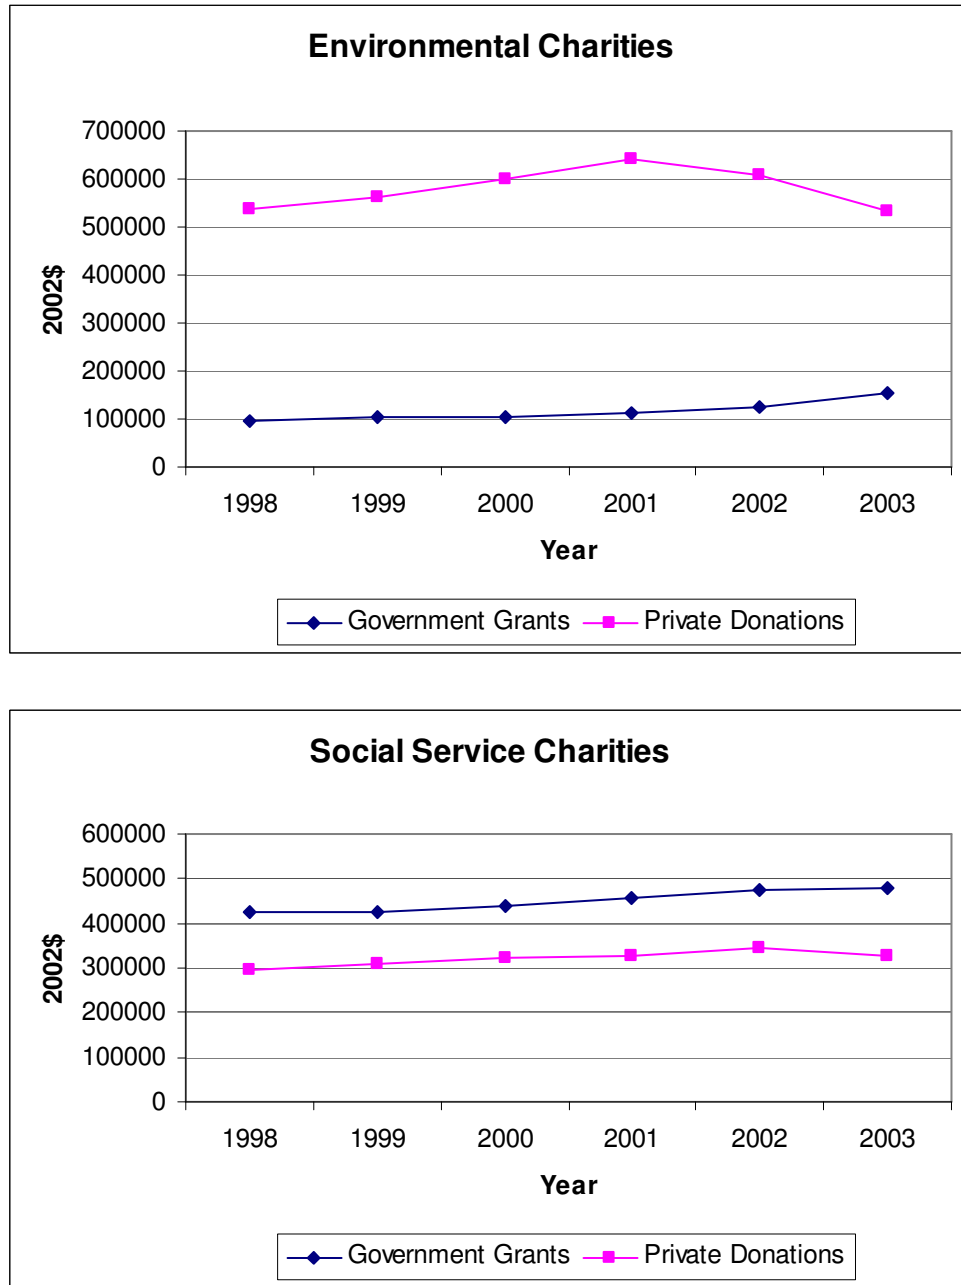 Environmental Charities
700000
600000
500000
400000
300000
200000
100000
0
2002$
1998 1999 2000 2001 2002 2003
Year
Government Grants Private Donations
Social Service Charities
600000
500000
400000
300000
200000
100000
0
2002$
1998 1999 2000 2001 2002 2003
Year
Government Grants Private Donations